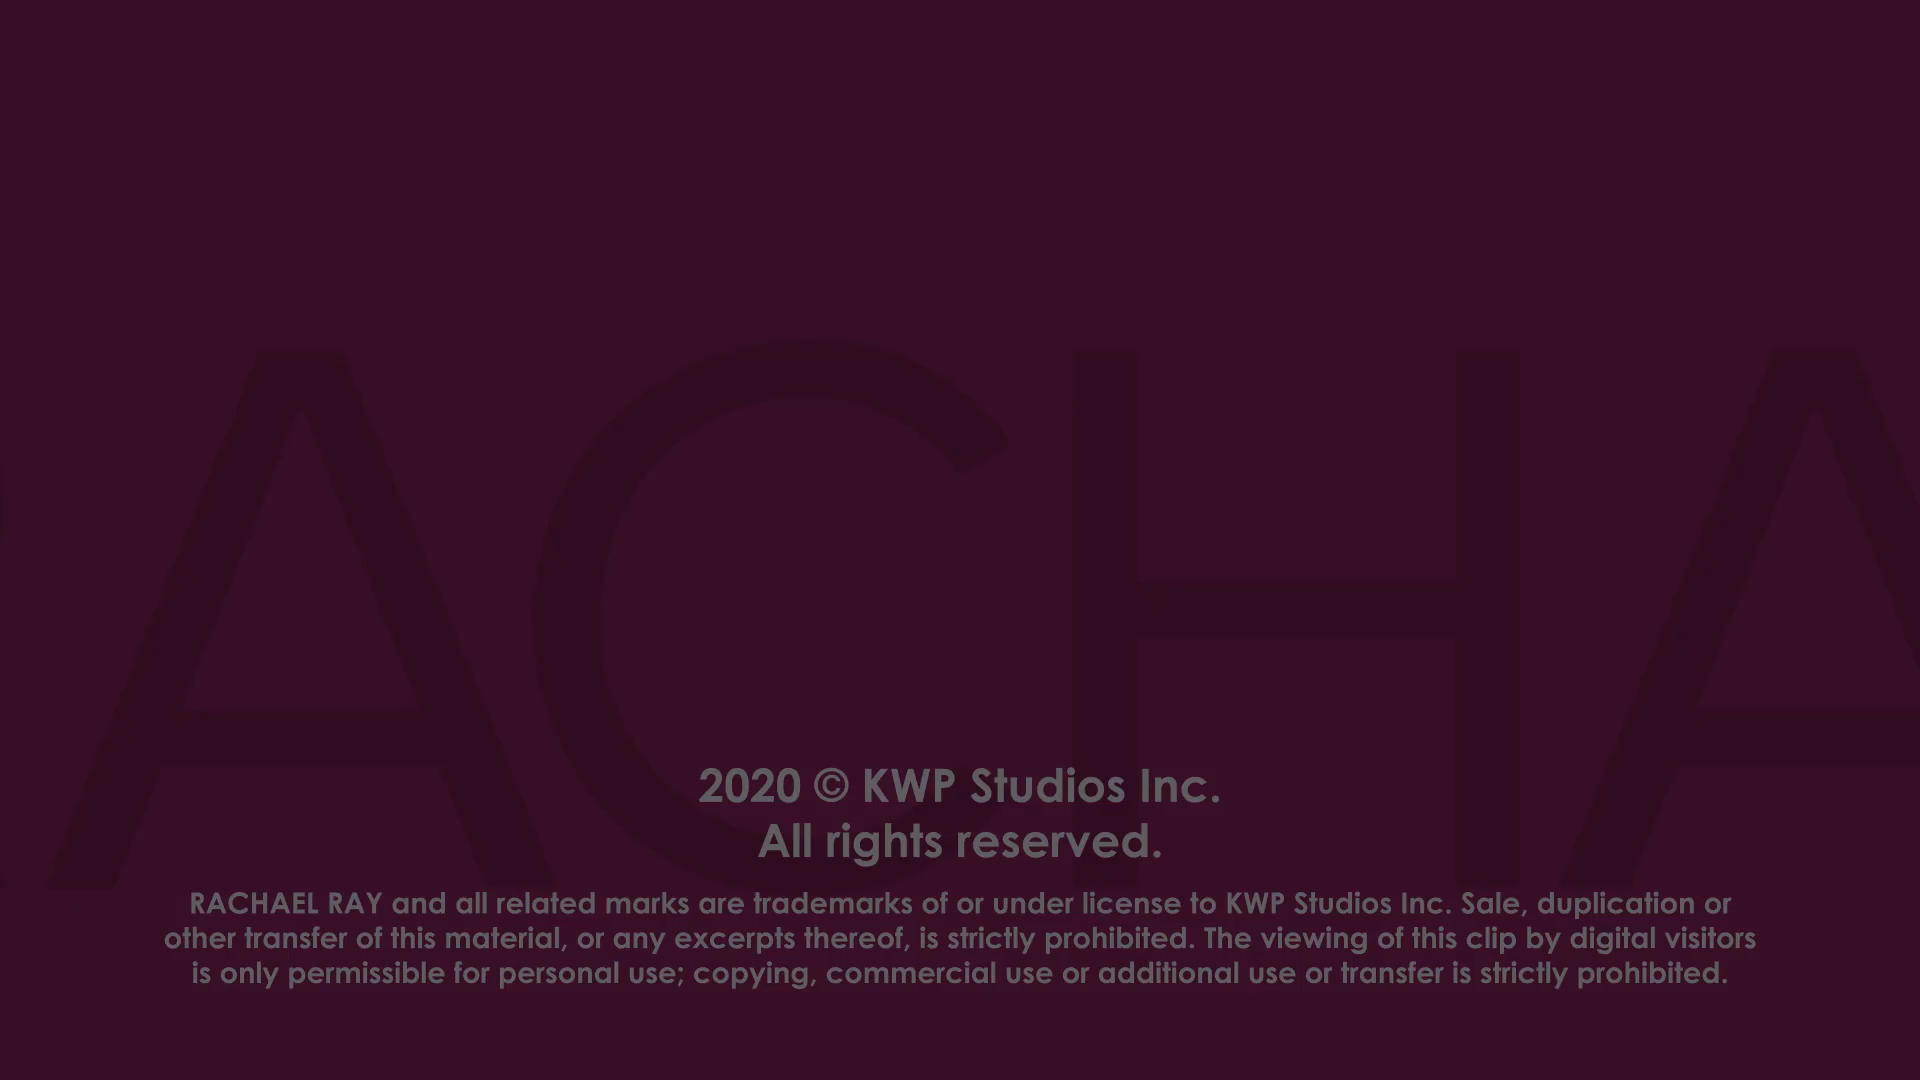 RACHA
2020 © KWP Studios Inc.
All rights reserved.
RACHAEL RAY and all related marks are trademarks of or under license to KWP Studios Inc. Sale, duplication or
other transfer of this material, or any excerpts thereof, is strictly prohibited. The viewing of this clip by digital visitors
is only permissible for personal use; copying, commercial use or additional use or transfer is strictly prohibited.